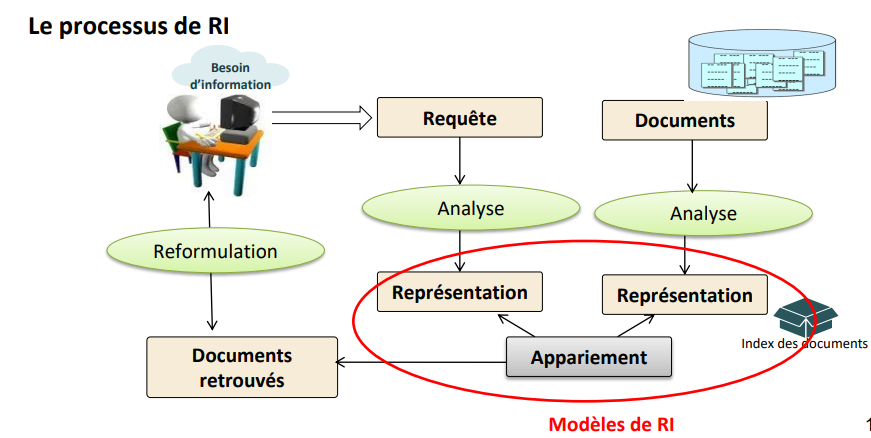 Le processus de RI
Besoin
d'information
Requête
Documents
Analyse
Analyse
Reformulation
Représentation
Représentation
Index des documents
Appariement
Documents
retrouvés
Modèles de RI
1